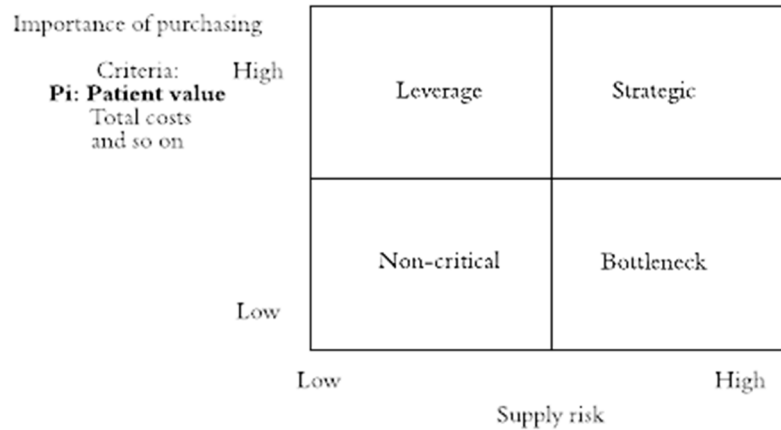 Importance of purchasing
Criteria: High
Pi: Patient value
Total costs
and so on
Leverage Strategic
Non-critical Bottleneck
Low
Low High
Supply risk